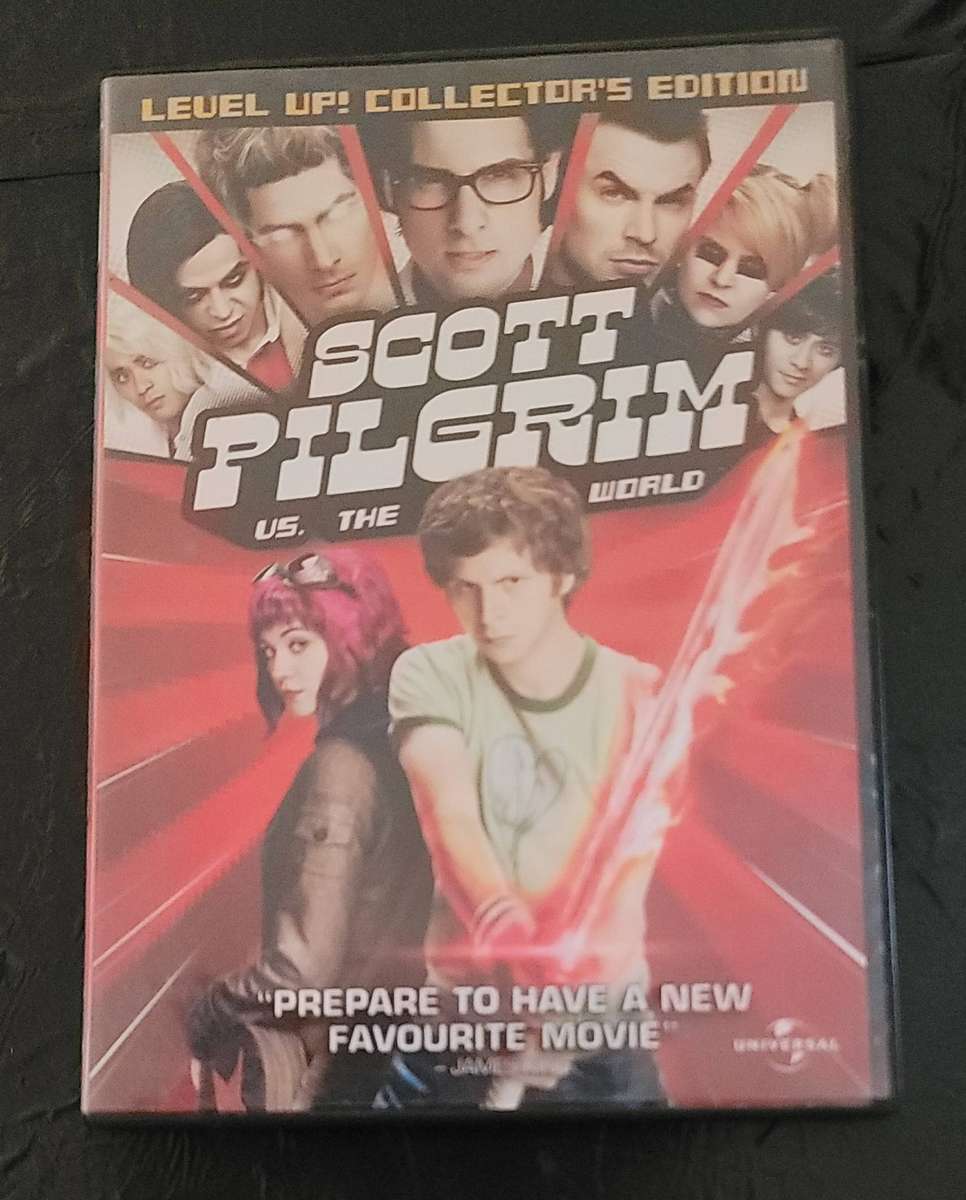 LEVEL UP! COLLECTOR'S EDITION
SCOTT
PILGRIM
VS. THE WORLD
"PREPARE TO HAVE A NEW
FAVOURITE MOVIE"
UNIVERSAL